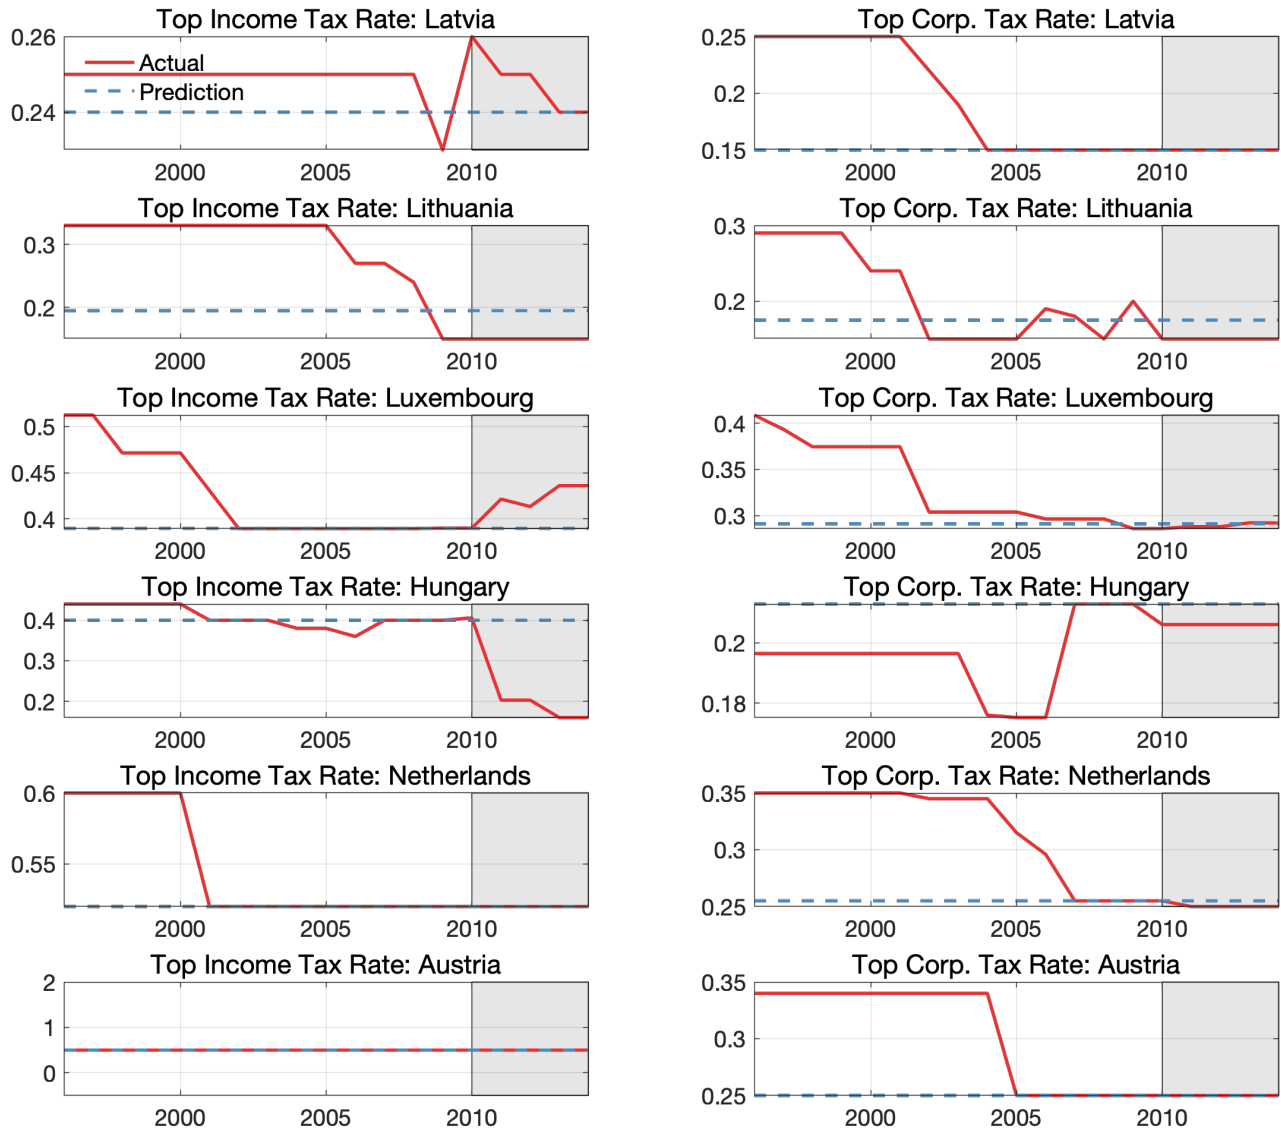 Top Income Tax Rate: Latvia
0.26
0.24
Actual
Prediction
2000 2005 2010
Top Corp. Tax Rate: Latvia
0.25
0.2
0.15
2000 2005 2010
Top Income Tax Rate: Lithuania
0.3
0.2
2000 2005 2010
Top Corp. Tax Rate: Lithuania
0.3
0.2
2000 2005 2010
Top Income Tax Rate: Luxembourg
0.5
0.45
0.4
2000 2005 2010
Top Corp. Tax Rate: Luxembourg
0.4
0.35
0.3
2000 2005 2010
Top Income Tax Rate: Hungary
0.4
0.3
0.2
2000 2005 2010
Top Corp. Tax Rate: Hungary
0.2
0.18
2000 2005 2010
Top Income Tax Rate: Netherlands
0.6
0.55
2000 2005 2010
Top Corp. Tax Rate: Netherlands
0.35
0.3
0.25
2000 2005 2010
Top Income Tax Rate: Austria
2
1
0
2000 2005 2010
Top Corp. Tax Rate: Austria
0.35
0.3
0.25
2000 2005 2010